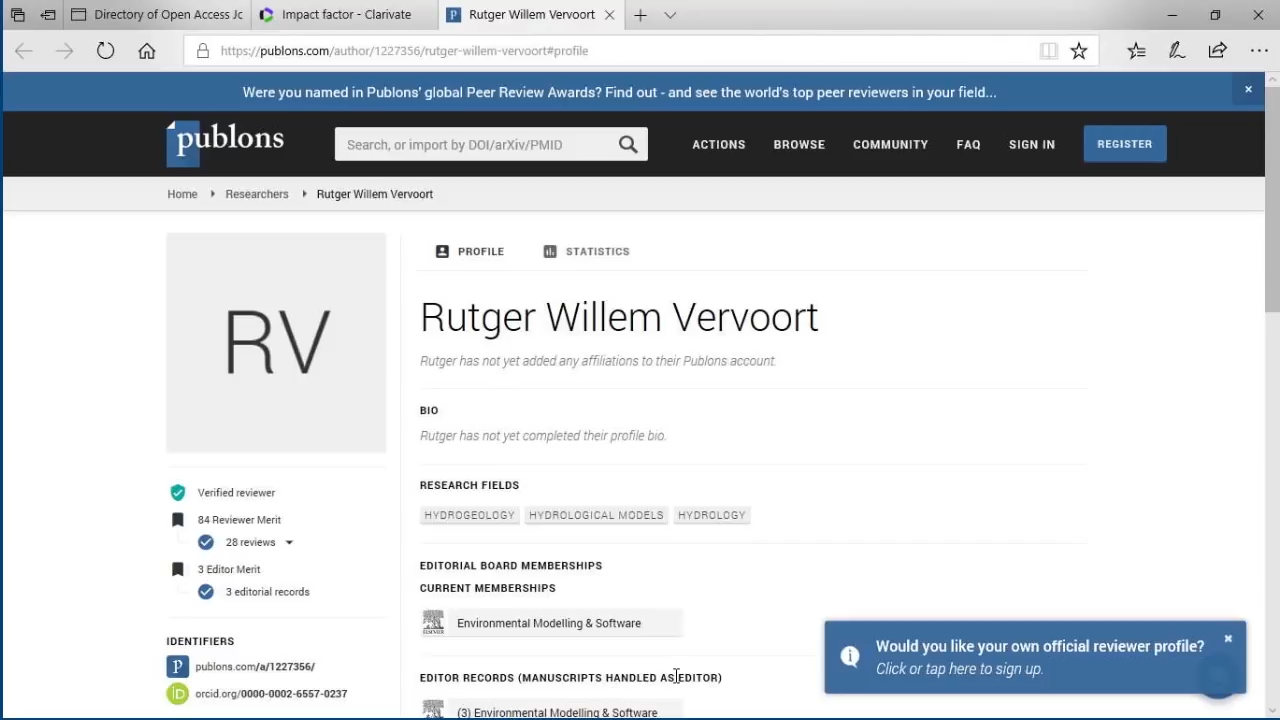 Directory of Open Access Jc
Impact factor - Clarivate
Rutger Willem Vervoort
https://publons.com/author/1227356/rutger-willem-vervoort#profile
Were you named in Publons' global Peer Review Awards? Find out - and see the world's top peer reviewers in your field...
publons
Search, or import by DOI/arXiv/PMID
ACTIONS
BROWSE
COMMUNITY
FAQ
SIGN IN
REGISTER
Home
Researchers
Rutger Willem Vervoort
RV
PROFILE
STATISTICS
Rutger Willem Vervoort
Rutger has not yet added any affiliations to their Publons account.
BIO
Rutger has not yet completed their profile bio.
RESEARCH FIELDS
HYDROGEOLOGY
HYDROLOGICAL MODELS
HYDROLOGY
Verified reviewer
84 Reviewer Merit
28 reviews
3 Editor Merit
3 editorial records
EDITORIAL BOARD MEMBERSHIPS
CURRENT MEMBERSHIPS
ELSEVIER
Environmental Modelling & Software
IDENTIFIERS
P publons.com/a/1227356/
iD orcid.org/0000-0002-6557-0237
EDITOR RECORDS (MANUSCRIPTS HANDLED AS EDITOR)
(3) Environmental Modelling & Software
Would you like your own official reviewer profile?
Click or tap here to sign up.